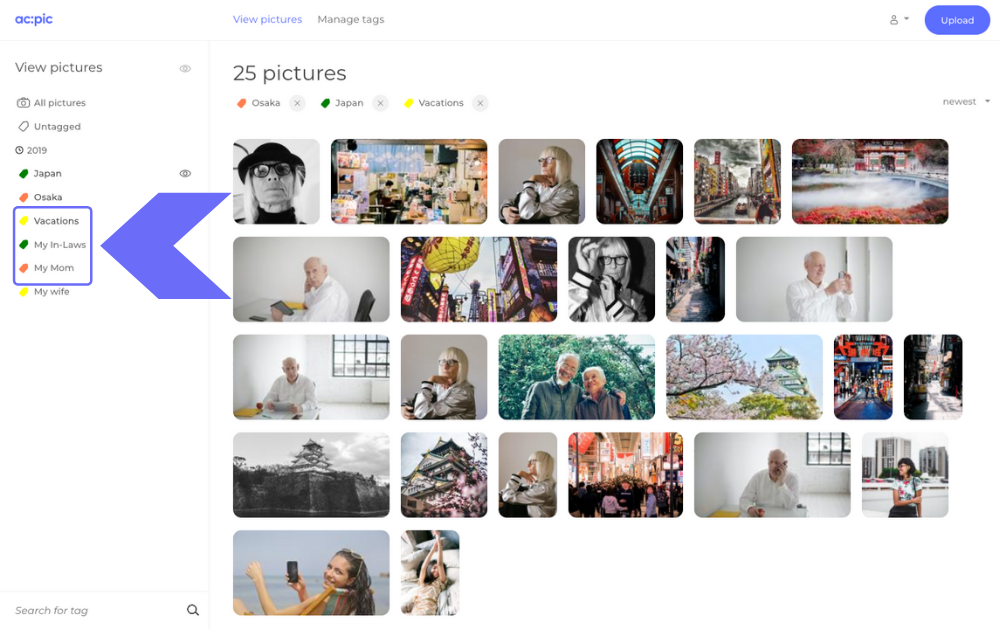 ac;pic
View pictures
Manage tags
Upload
View pictures
All pictures
Untagged
2019
Japan
Osaka
Vacations
My In-Laws
My Mom
My wife
Search for tag
25 pictures
Osaka × Japan × Vacations ×
newest